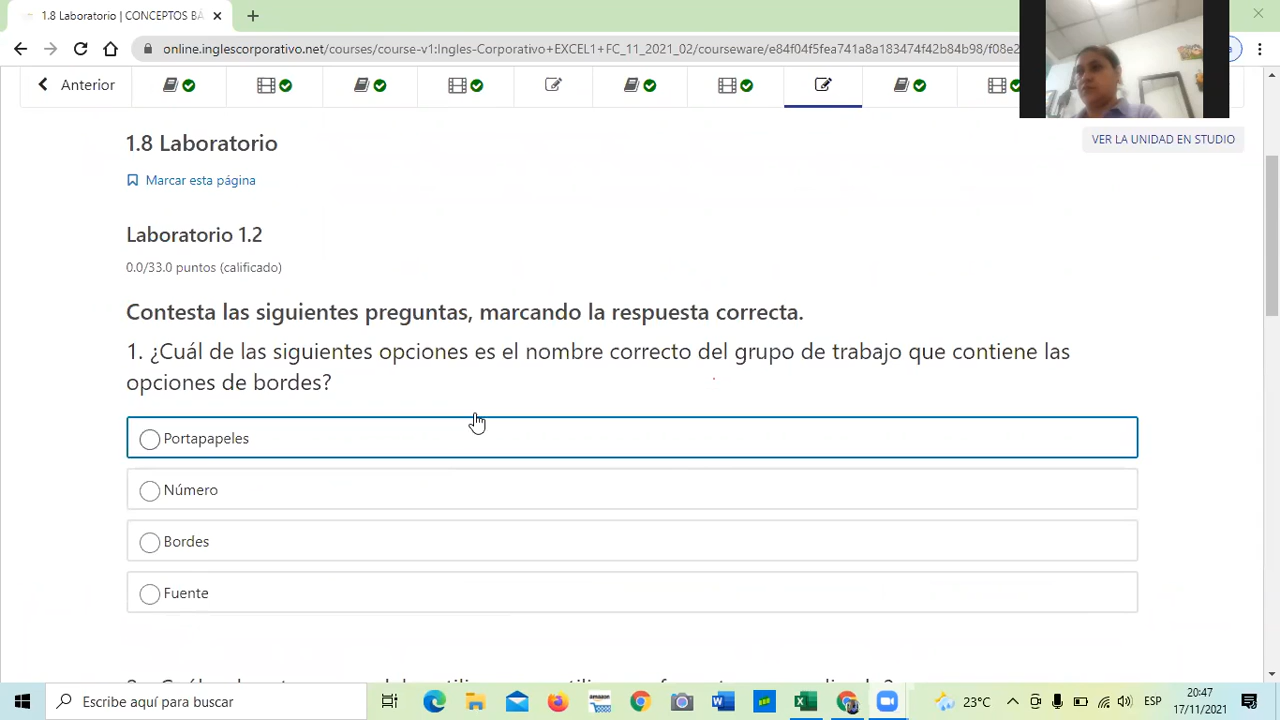 1.8 Laboratorio | CONCEPTOS BÁ
online.inglescorporativo.net/courses/course-v1:Ingles-Corporativo+EXCEL1+FC_11_2021_02/courseware/e84f04f5fea741a8a183474f42b84b98/f08e2
Anterior
VER LA UNIDAD EN STUDIO
1.8 Laboratorio
Marcar esta página
Laboratorio 1.2
0.0/33.0 puntos (calificado)
Contesta las siguientes preguntas, marcando la respuesta correcta.
1. ¿Cuál de las siguientes opciones es el nombre correcto del grupo de trabajo que contiene las
opciones de bordes?
Portapapeles
Número
Bordes
Fuente
Escribe aquí para buscar
amazon
23°C
ESP
20:47
17/11/2021